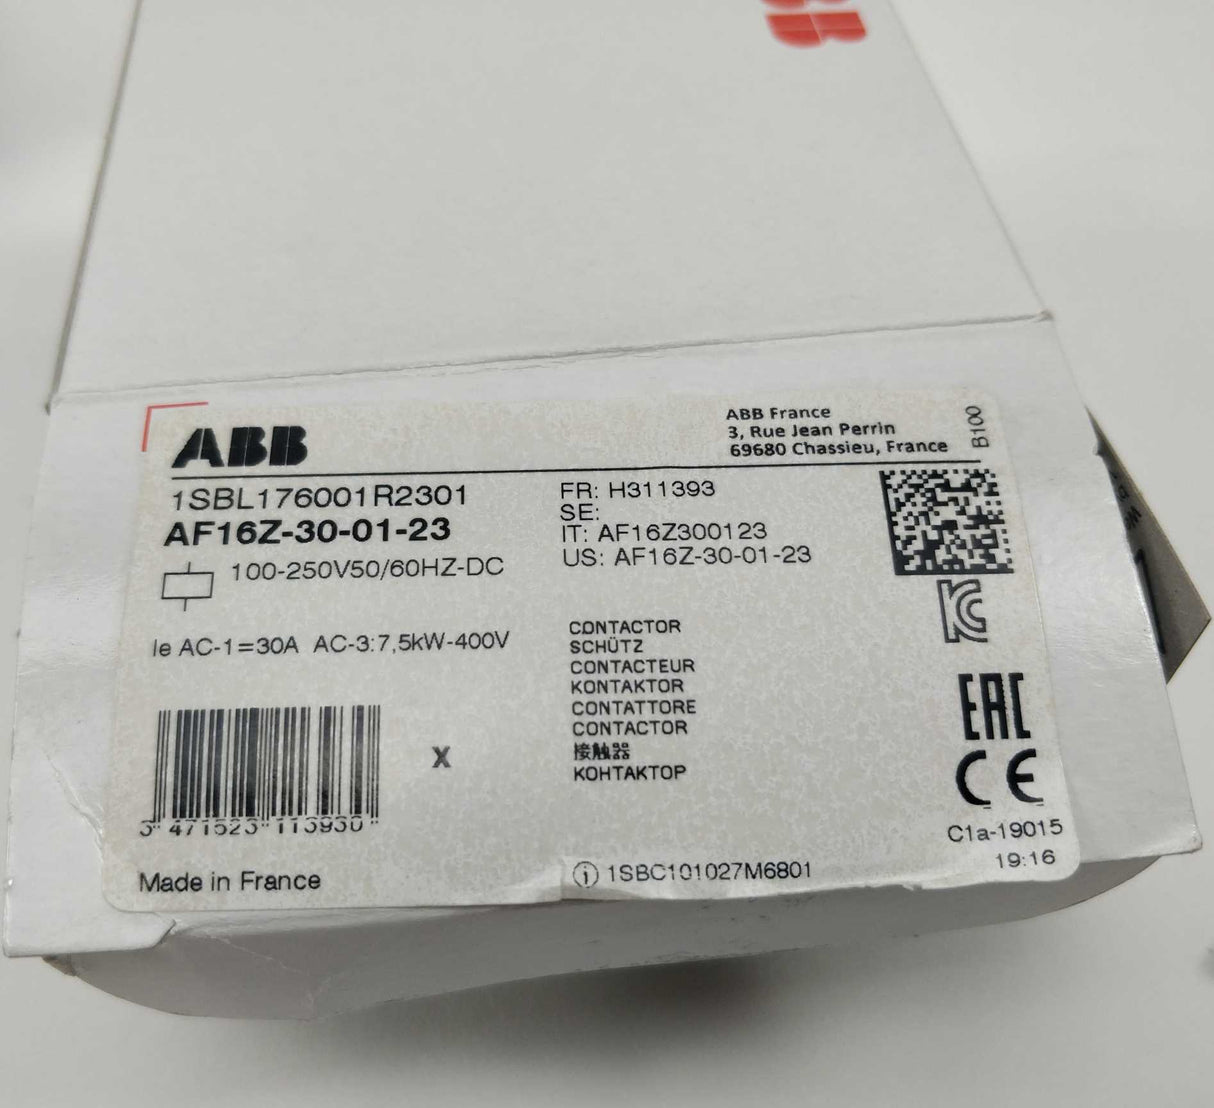 ABB
ABB France
3, Rue Jean Perrin
69680 Chassieu, France
B100
1SBL176001R2301
AF16Z-30-01-23
100-250V50/60HZ-DC
Ie AC-1=30A AC-3:7,5kW-400V
FR: H311393
SE:
IT: AF16Z300123
US: AF16Z-30-01-23
CONTACTOR
SCHÜTZ
CONTACTEUR
KONTAKTOR
CONTATTORE
CONTACTOR
接触器
КОНТАКТОР
X
3 471523 113930
Made in France
1SBC101027M6801
KC
EAC
CE
C1a-19015
19:16